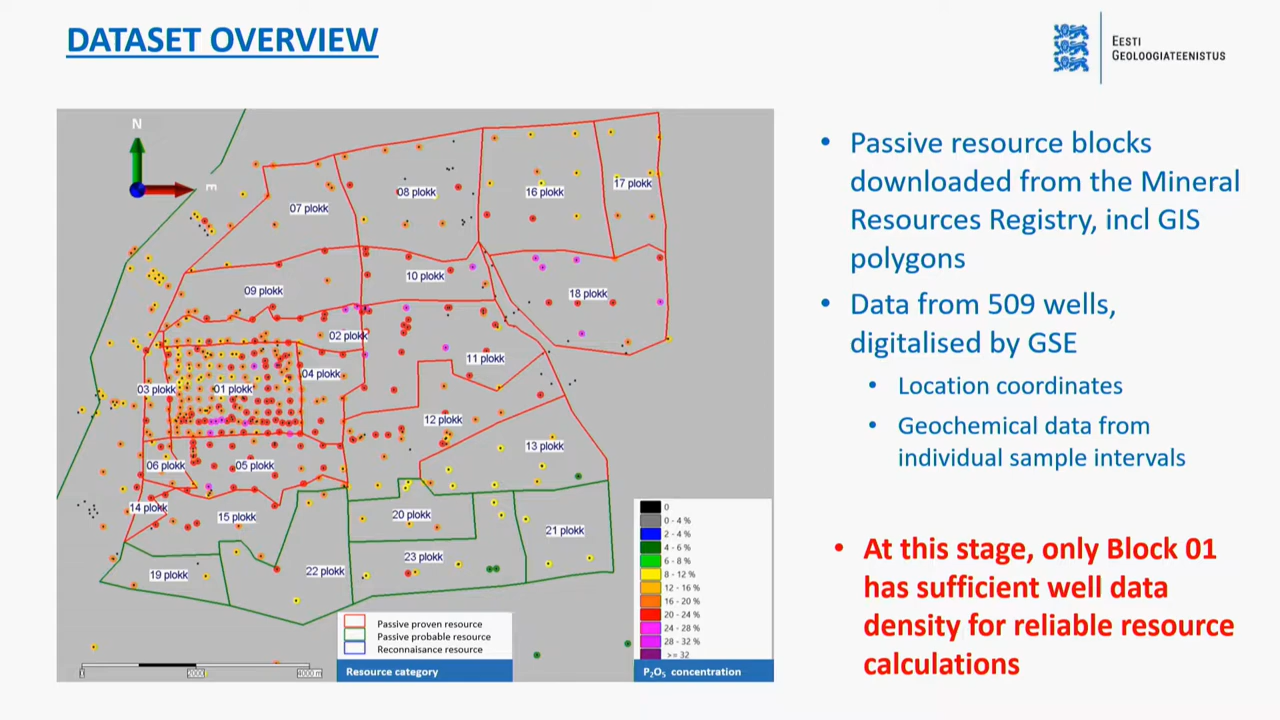 DATASET OVERVIEW
EESTI
GEOLOOGIATEENISTUS
N
E
17 plokk
08 plokk
16 plokk
07 plokk
10 plokk
09 plokk
18 plokk
02 plokk
11 plokk
04 plokk
03 plokk
01 plokk
12 plokk
13 plokk
06 plokk
05 plokk
14 plokk
15 plokk
20 plokk
21 plokk
23 plokk
22 plokk
19 plokk
0
0 - 4 %
2 - 4 %
4 - 6 %
6 - 8 %
8 - 12 %
12 - 16 %
16 - 20 %
20 - 24 %
24 - 28 %
28 - 32 %
>= 32
P₂O₅ concentration
Passive proven resource
Passive probable resource
Reconnaisance resource
Resource category
2000
4000 m
• Passive resource blocks
downloaded from the Mineral
Resources Registry, incl GIS
polygons
• Data from 509 wells,
digitalised by GSE
• Location coordinates
• Geochemical data from
individual sample intervals
• At this stage, only Block 01
has sufficient well data
density for reliable resource
calculations